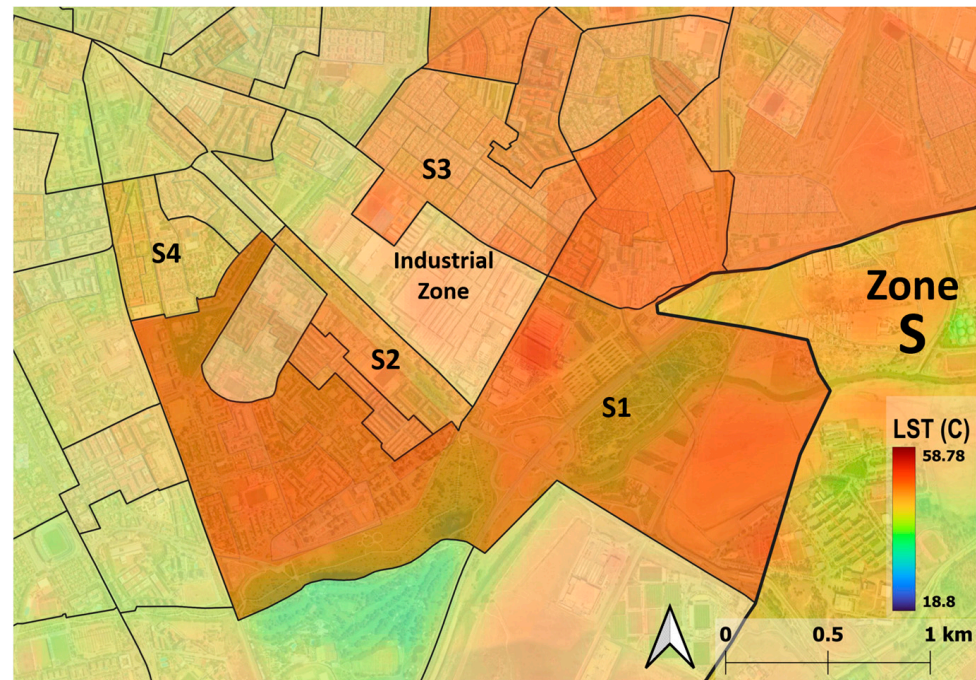 S3
S4
Industrial
Zone
Zone
S
S2
S1
LST (C)
58.78
18.8
0 0.5 1 km